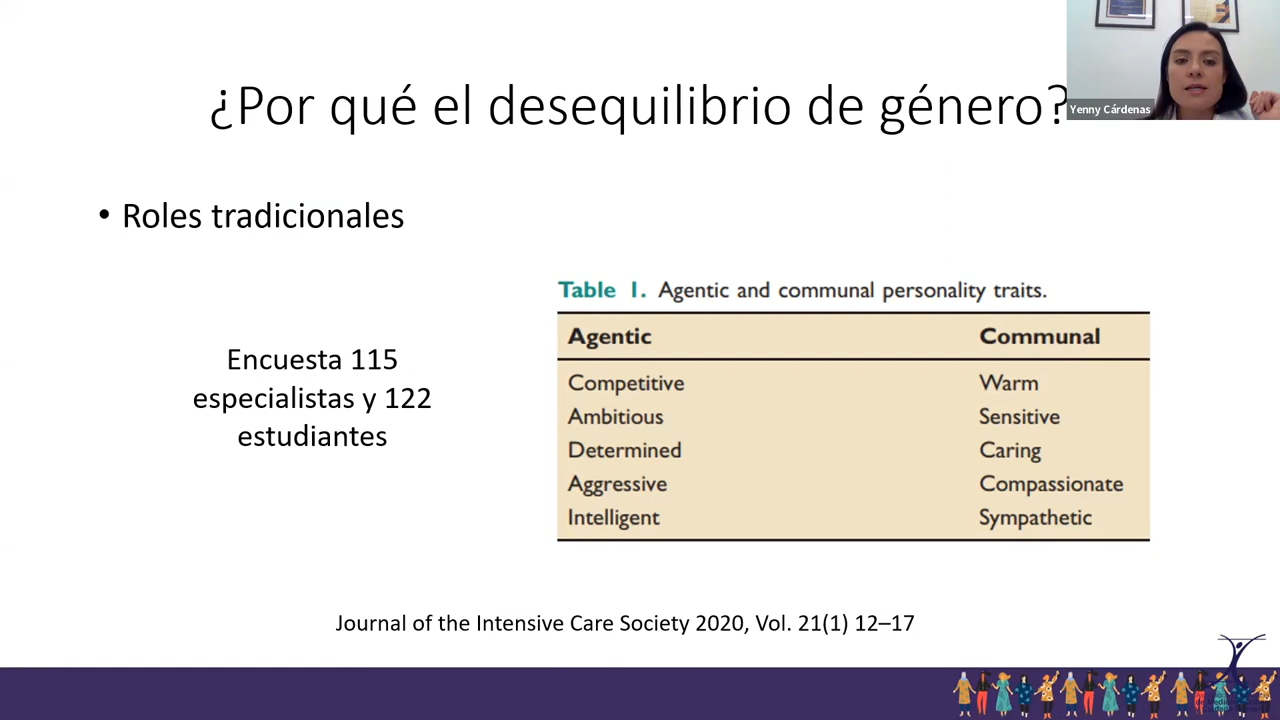 ¿Por qué el desequilibrio de género?
Yenny Cárdenas
• Roles tradicionales
Encuesta 115
especialistas y 122
estudiantes
Table 1. Agentic and communal personality traits.
Agentic Communal
Competitive Warm
Ambitious Sensitive
Determined Caring
Aggressive Compassionate
Intelligent Sympathetic
Journal of the Intensive Care Society 2020, Vol. 21(1) 12–17